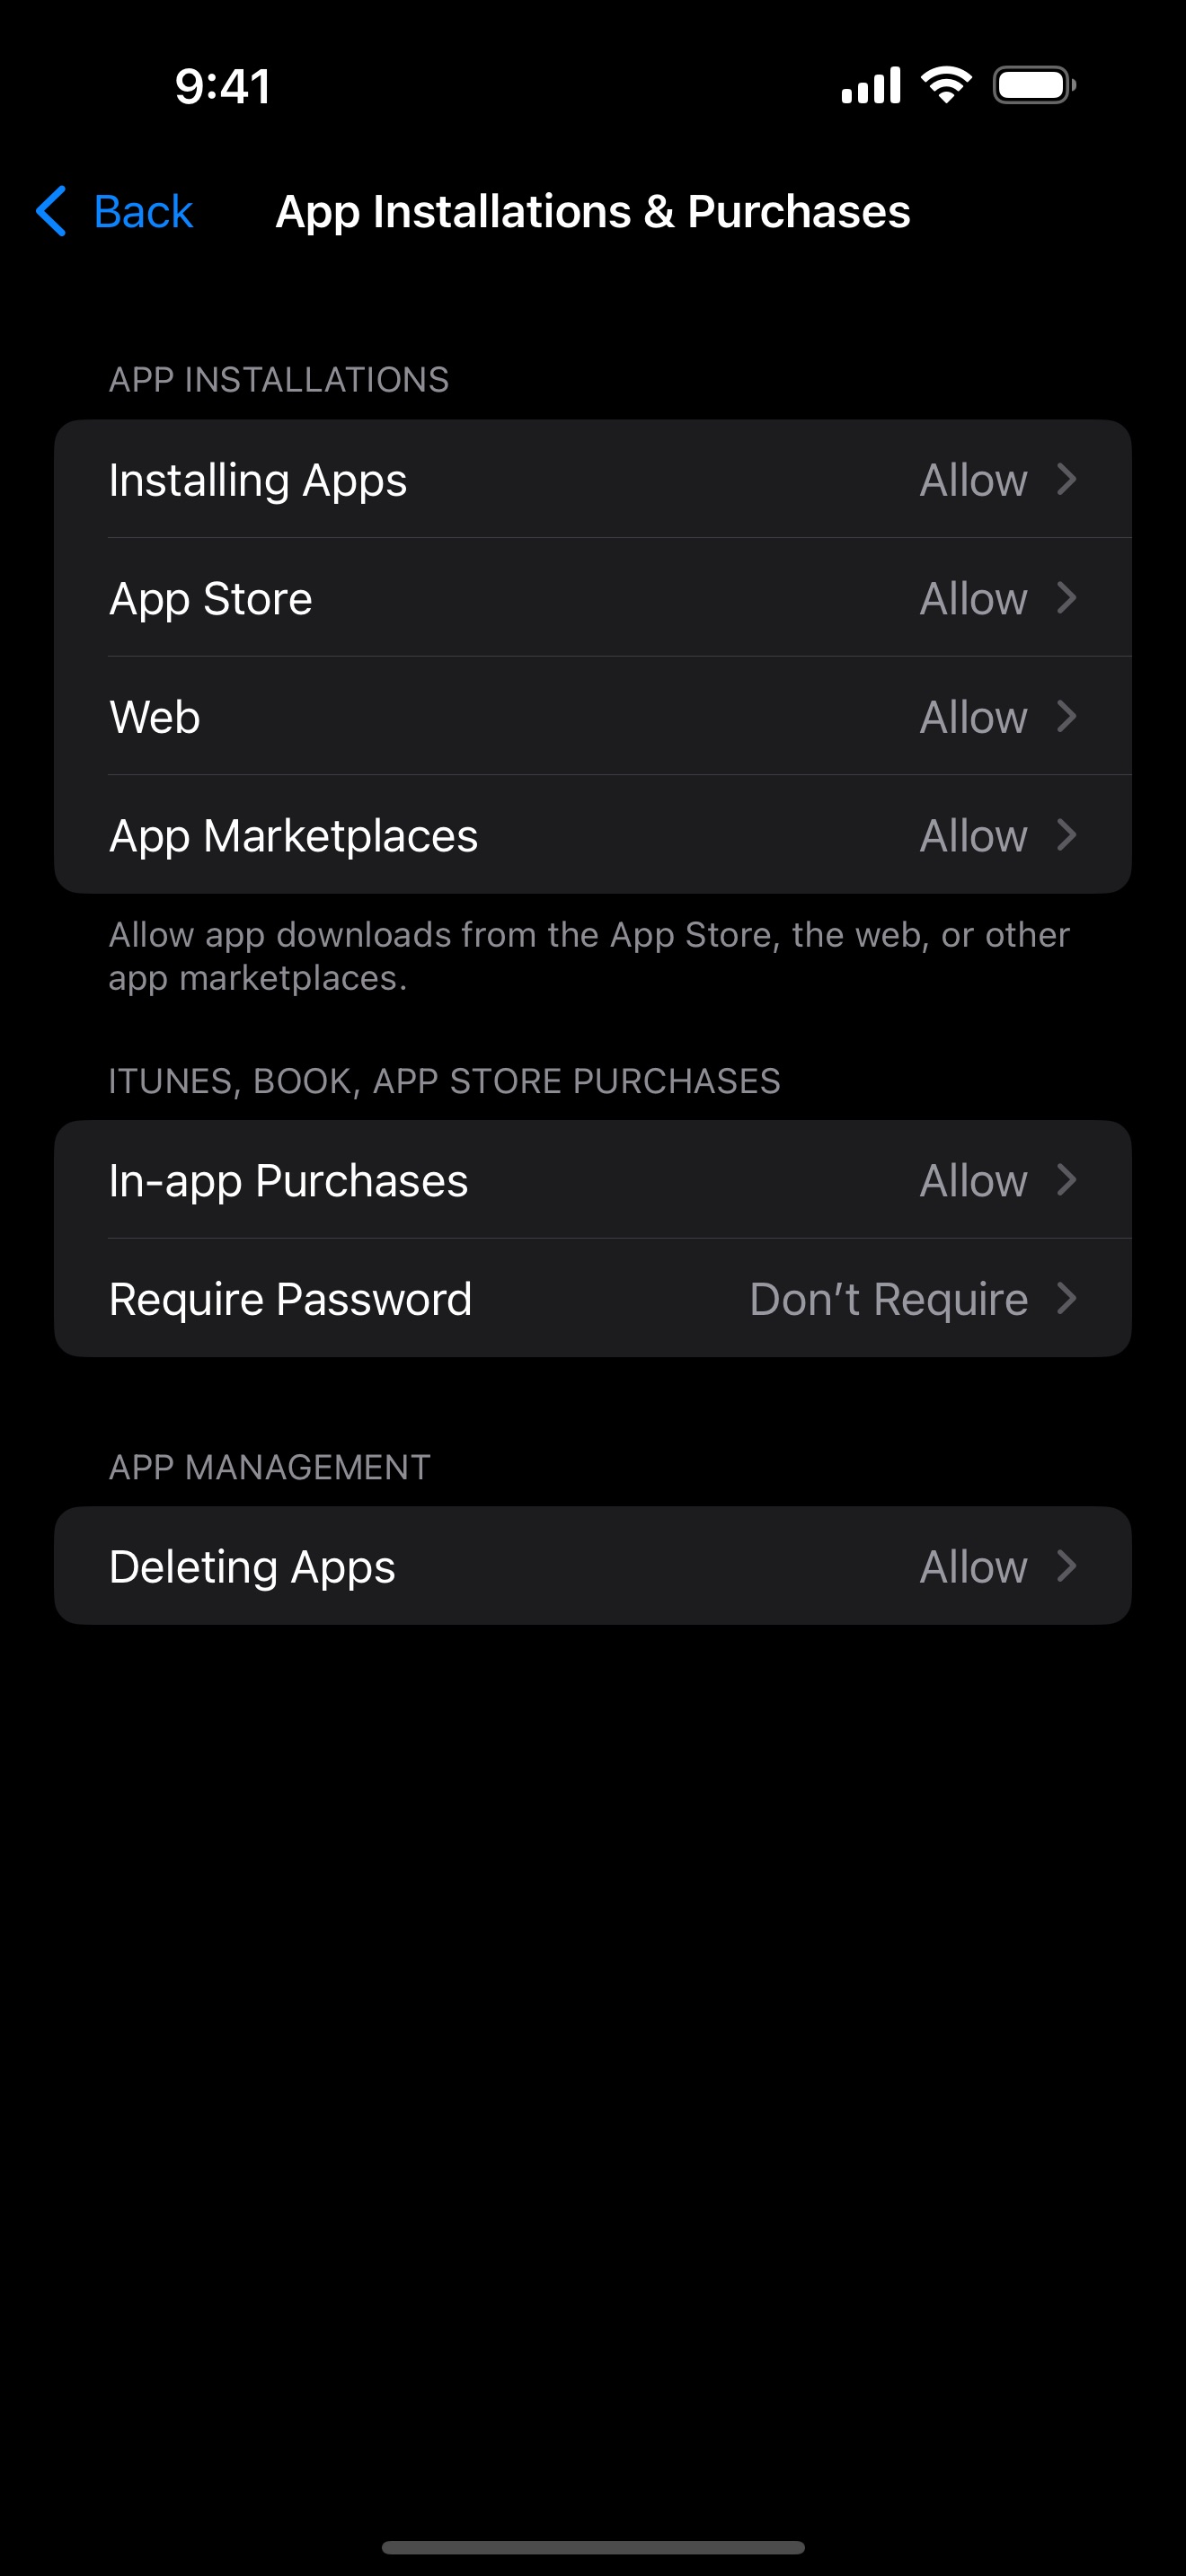 9:41
Back
App Installations & Purchases
APP INSTALLATIONS
Installing Apps
Allow
App Store
Allow
Web
Allow
App Marketplaces
Allow
Allow app downloads from the App Store, the web, or other
app marketplaces.
ITUNES, BOOK, APP STORE PURCHASES
In-app Purchases
Allow
Require Password
Don’t Require
APP MANAGEMENT
Deleting Apps
Allow